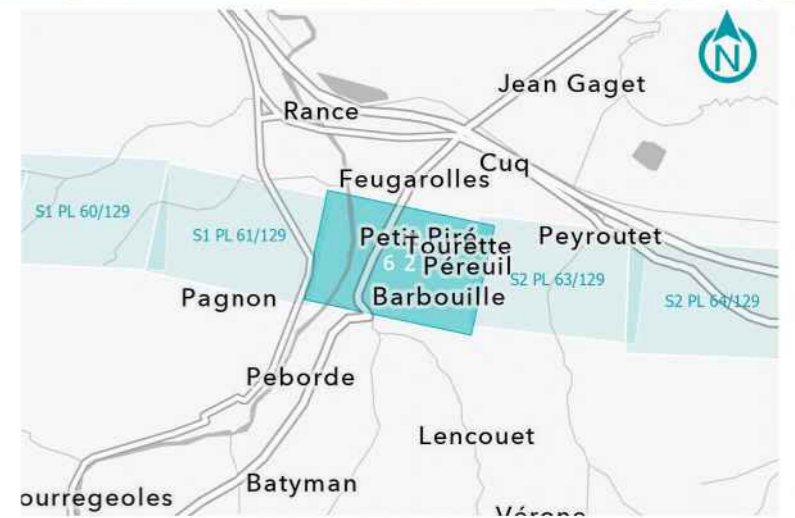 N
Jean Gaget
Rance
Cuq
Feugarolles
S1 PL 60/129
S1 PL 61/129
Petit Piré
Tourette
Peyroutet
6 2
Péreuil
S2 PL 63/129
Pagnon
Barbouille
S2 PL 64/129
Peborde
Lencouet
Batyman
ourregeoles